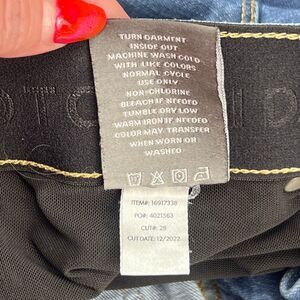 TURN GARMENT
INSIDE OUT
MACHINE WASH COLD
WITH LIKE COLORS
NORMAL CYCLE
USE ONLY
NON-CHLORINE
BLEACH IF NEEDED
TUMBLE DRY LOW
WARM IRON IF NEEDED
COLOR MAY TRANSFER
WHEN WORN OR
WASHED
ITEM#: 16917338
PO#: 4021563
CUT#: 28
CUT DATE: 12/2022